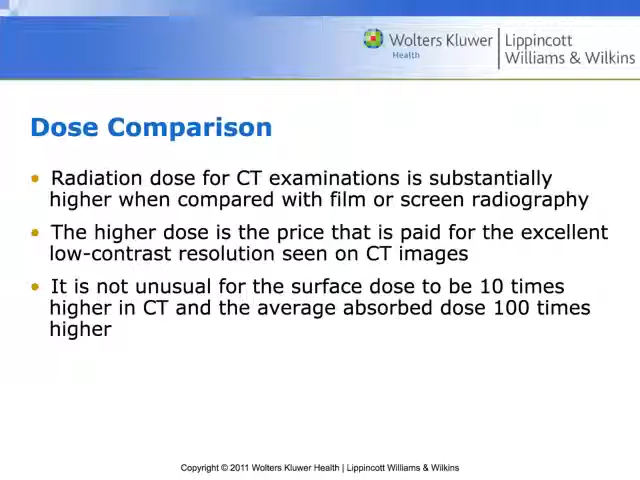 Wolters Kluwer
Health
Lippincott
Williams & Wilkins
Dose Comparison
• Radiation dose for CT examinations is substantially
higher when compared with film or screen radiography
• The higher dose is the price that is paid for the excellent
low-contrast resolution seen on CT images
• It is not unusual for the surface dose to be 10 times
higher in CT and the average absorbed dose 100 times
higher
Copyright © 2011 Wolters Kluwer Health | Lippincott Williams & Wilkins